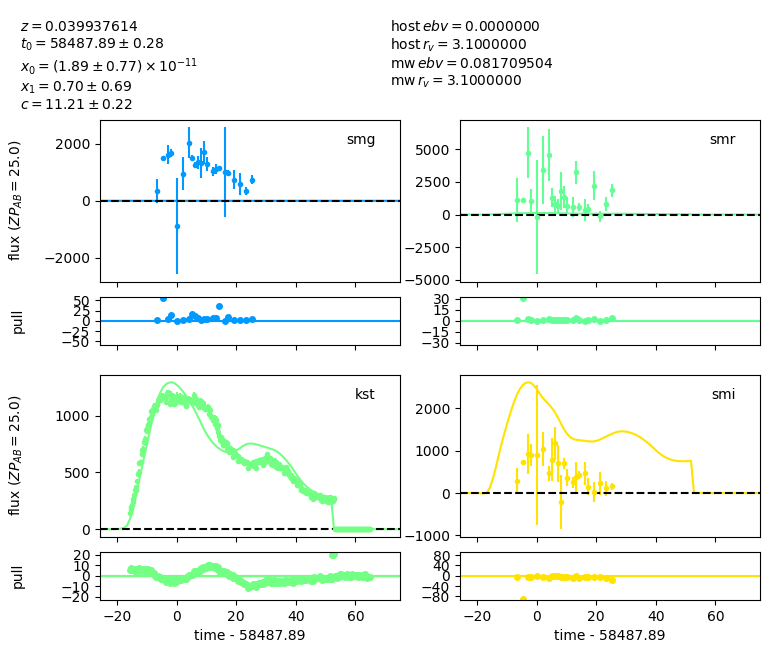 z = 0.039937614
t₀ = 58487.89 ± 0.28
x₀ = (1.89 ± 0.77) × 10⁻¹¹
x₁ = 0.70 ± 0.69
c = 11.21 ± 0.22
host ebv = 0.0000000
host r_v = 3.1000000
mw ebv = 0.081709504
mw r_v = 3.1000000
smg
flux (ZP_AB = 25.0)
2000
0
−2000
smr
5000
2500
0
−2500
−5000
pull
50
25
0
−25
−50
30
15
0
−15
−30
kst
flux (ZP_AB = 25.0)
1000
500
0
smi
2000
1000
0
−1000
pull
20
10
0
−10
−20
80
40
0
−40
−80
−20 0 20 40 60
time - 58487.89
−20 0 20 40 60
time - 58487.89